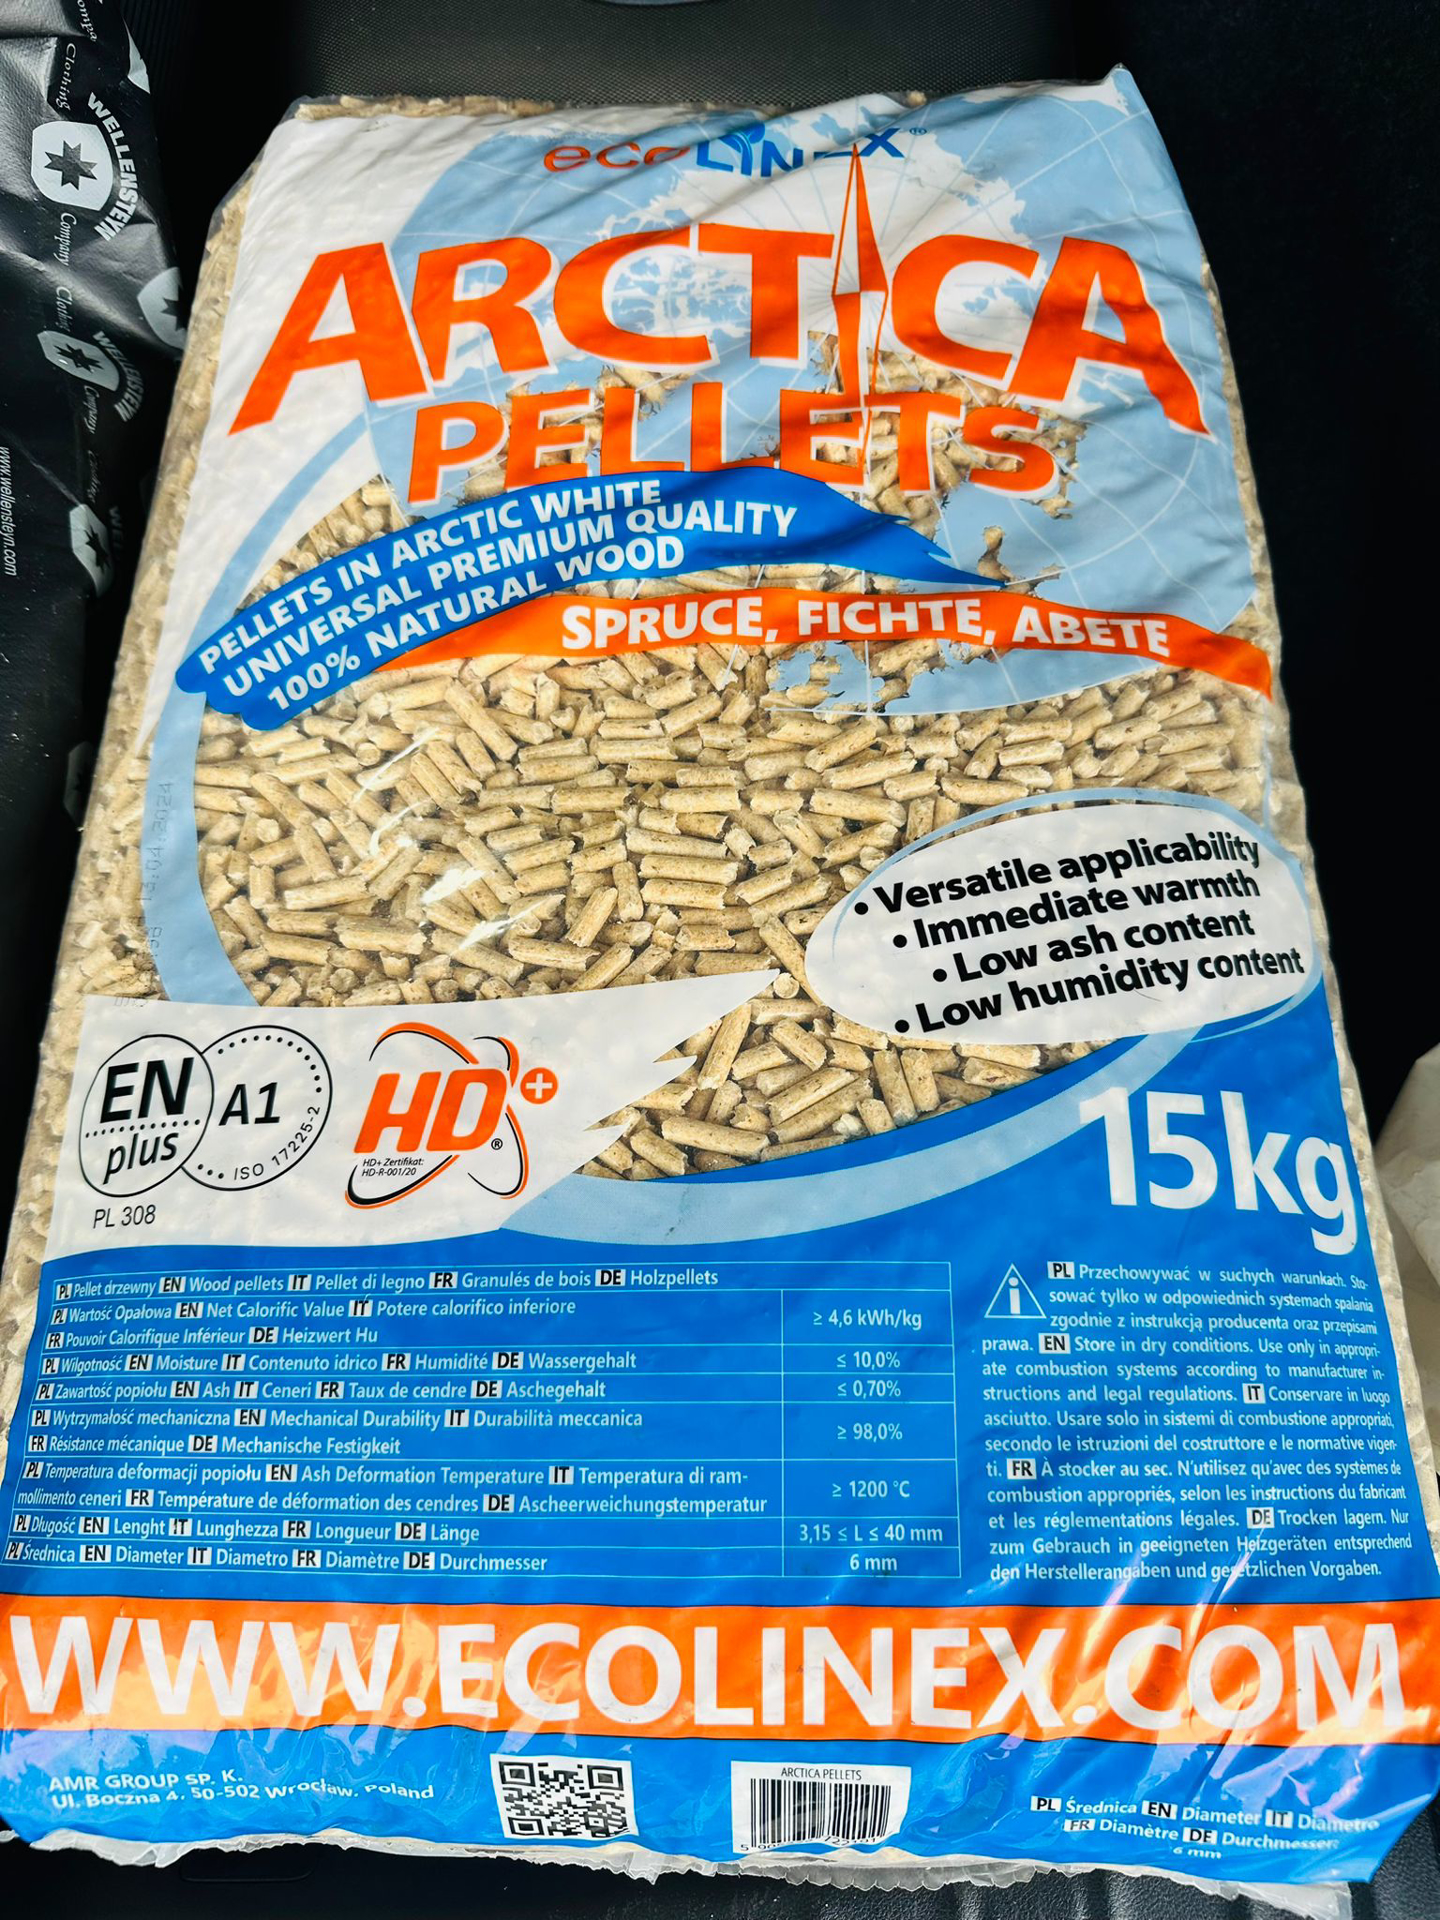 ecoLINEX®
ARCTICA
PELLETS
PELLETS IN ARCTIC WHITE
UNIVERSAL PREMIUM QUALITY
100% NATURAL WOOD
SPRUCE, FICHTE, ABETE
• Versatile applicability
• Immediate warmth
• Low ash content
• Low humidity content
13:04:2024
EN plus A1
ISO 17225-2
PL 308
HD+®
HD+ Zertifikat:
HD-R-001/20
15kg
PL Pellet drzewny EN Wood pellets IT Pellet di legno FR Granulés de bois DE Holzpellets
PL Wartość Opałowa EN Net Calorific Value IT Potere calorifico inferiore
FR Pouvoir Calorifique Inférieur DE Heizwert Hu
≥ 4,6 kWh/kg
PL Wilgotność EN Moisture IT Contenuto idrico FR Humidité DE Wassergehalt
≤ 10,0%
PL Zawartość popiołu EN Ash IT Ceneri FR Taux de cendre DE Aschegehalt
≤ 0,70%
PL Wytrzymałość mechaniczna EN Mechanical Durability IT Durabilità meccanica
FR Résistance mécanique DE Mechanische Festigkeit
≥ 98,0%
PL Temperatura deformacji popiołu EN Ash Deformation Temperature IT Temperatura di ram-
mollimento ceneri FR Température de déformation des cendres DE Ascheerweichungstemperatur
≥ 1200 °C
PL Długość EN Lenght IT Lunghezza FR Longueur DE Länge
3,15 ≤ L ≤ 40 mm
PL Średnica EN Diameter IT Diametro FR Diamètre DE Durchmesser
6 mm
PL Przechowywać w suchych warunkach. Sto-
sować tylko w odpowiednich systemach spalania
zgodnie z instrukcją producenta oraz przepisami
prawa. EN Store in dry conditions. Use only in appropri-
ate combustion systems according to manufacturer in-
structions and legal regulations. IT Conservare in luogo
asciutto. Usare solo in sistemi di combustione appropriati,
secondo le istruzioni del costruttore e le normative vigen-
ti. FR À stocker au sec. N'utilisez qu'avec des systèmes de
combustion appropriés, selon les instructions du fabricant
et les réglementations légales. DE Trocken lagern. Nur
zum Gebrauch in geeigneten Heizgeräten entsprechend
den Herstellerangaben und gesetzlichen Vorgaben.
WWW.ECOLINEX.COM
AMR GROUP SP. K.
Ul. Boczna 4, 50-502 Wrocław, Poland
ARCTICA PELLETS
PL Średnica EN Diameter IT Diametro
FR Diamètre DE Durchmesser:
6 mm
WELLENSTEYN
Company Clothing
WELLENSTEYN
Company
www.wellensteyn.com